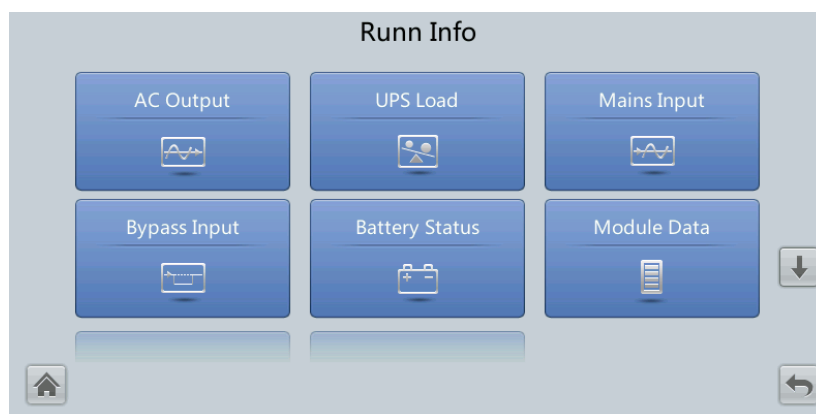 Runn Info
AC Output
UPS Load
Mains Input
Bypass Input
Battery Status
Module Data